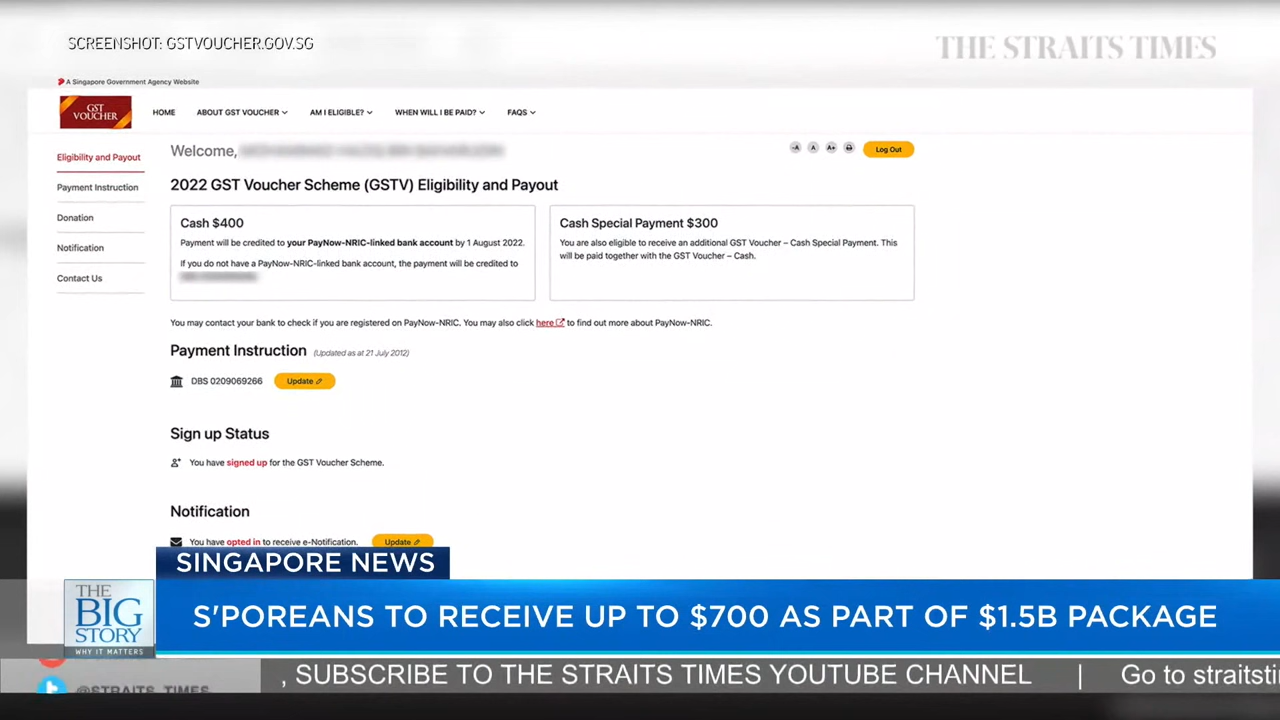 SCREENSHOT: GSTVOUCHER.GOV.SG
THE STRAITS TIMES
A Singapore Government Agency Website
GST VOUCHER
HOME
ABOUT GST VOUCHER
AM I ELIGIBLE?
WHEN WILL I BE PAID?
FAQS
Eligibility and Payout
Payment Instruction
Donation
Notification
Contact Us
Welcome,
-A A A+
Log Out
2022 GST Voucher Scheme (GSTV) Eligibility and Payout
Cash $400
Payment will be credited to your PayNow-NRIC-linked bank account by 1 August 2022.
If you do not have a PayNow-NRIC-linked bank account, the payment will be credited to
Cash Special Payment $300
You are also eligible to receive an additional GST Voucher – Cash Special Payment. This
will be paid together with the GST Voucher – Cash.
You may contact your bank to check if you are registered on PayNow-NRIC. You may also click here to find out more about PayNow-NRIC.
Payment Instruction (Updated as at 21 July 2012)
DBS 0209069266 Update
Sign up Status
You have signed up for the GST Voucher Scheme.
Notification
You have opted in to receive e-Notification. Update
SINGAPORE NEWS
THE
BIG
STORY
WHY IT MATTERS
S'POREANS TO RECEIVE UP TO $700 AS PART OF $1.5B PACKAGE
@STRAITS_TIMES
, SUBSCRIBE TO THE STRAITS TIMES YOUTUBE CHANNEL | Go to straitsti